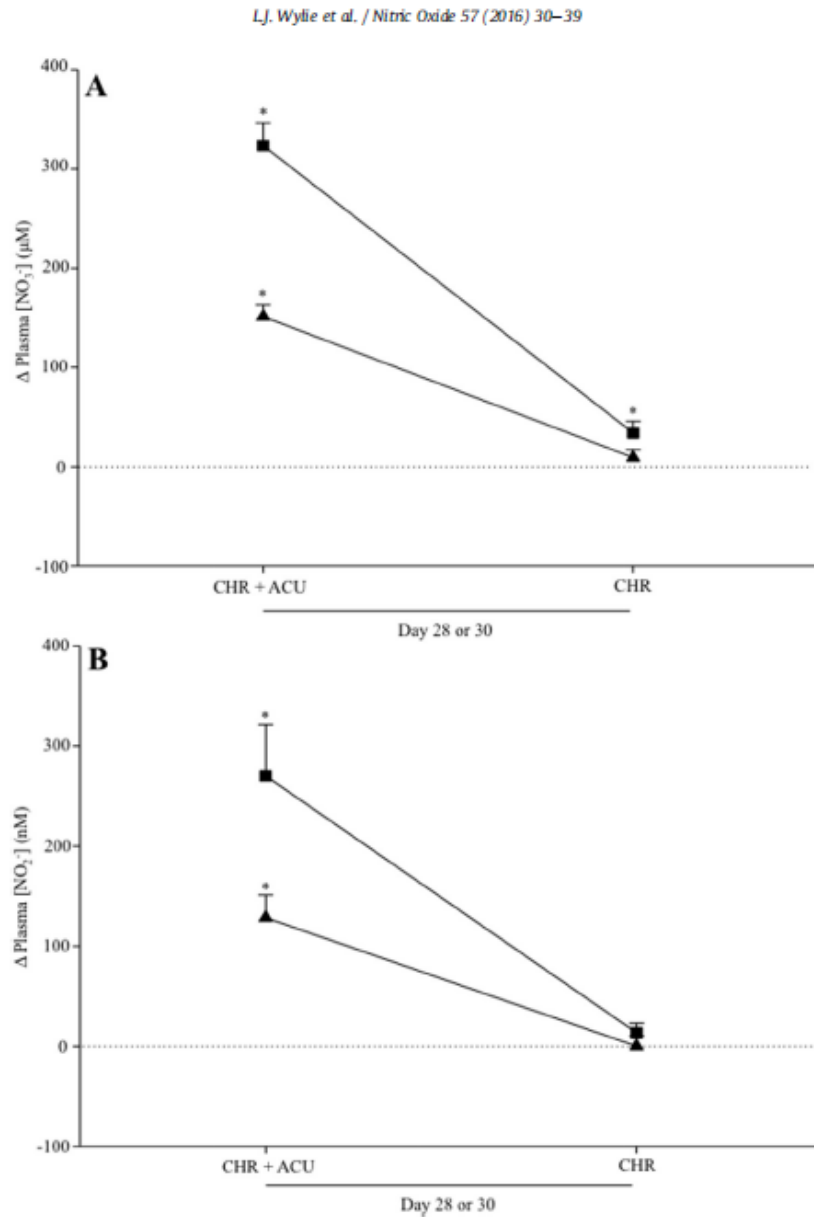 L.J. Wylie et al. / Nitric Oxide 57 (2016) 30–39
A
400
300
200
100
0
-100
Δ Plasma [NO₃⁻] (μM)
*
*
*
CHR + ACU
CHR
Day 28 or 30
B
400
300
200
100
0
-100
Δ Plasma [NO₂⁻] (nM)
*
*
CHR + ACU
CHR
Day 28 or 30